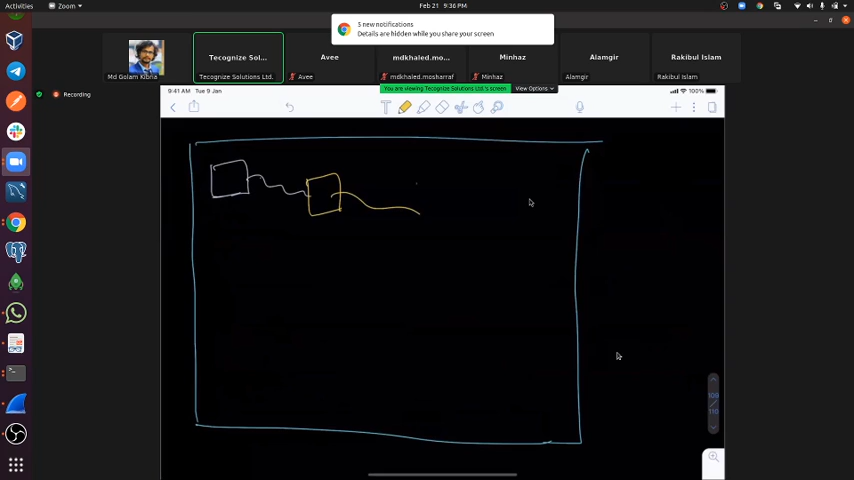 Activities
Zoom
Feb 21 9:36 PM
5 new notifications
Details are hidden while you share your screen
Tecognize Sol...
Avee
mdkhaled.mo...
Minhaz
Alamgir
Rakibul Islam
Md Golam Kibria
Tecognize Solutions Ltd.
Avee
mdkhaled.mosharraf
Minhaz
Alamgir
Rakibul Islam
Recording
You are viewing Tecognize Solutions Ltd.'s screen
View Options
9:41 AM Tue 9 Jan
100%
T
109
110